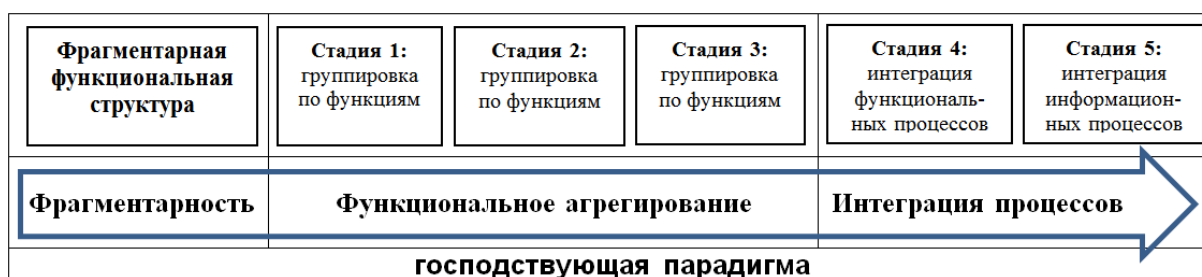 Фрагментарная
функциональная
структура
Стадия 1:
группировка
по функциям
Стадия 2:
группировка
по функциям
Стадия 3:
группировка
по функциям
Стадия 4:
интеграция
функциональ-
ных процессов
Стадия 5:
интеграция
информацион-
ных процессов
Фрагментарность
Функциональное агрегирование
Интеграция процессов
господствующая парадигма